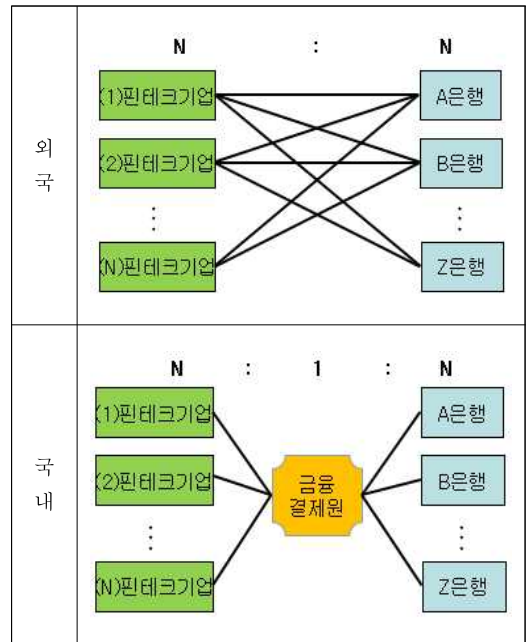 외국
N : N
(1)핀테크기업
A은행
(2)핀테크기업
B은행
⋮ ⋮
(N)핀테크기업
Z은행
국내
N : 1 : N
(1)핀테크기업
A은행
(2)핀테크기업
금융
결제원
B은행
⋮ ⋮
(N)핀테크기업
Z은행